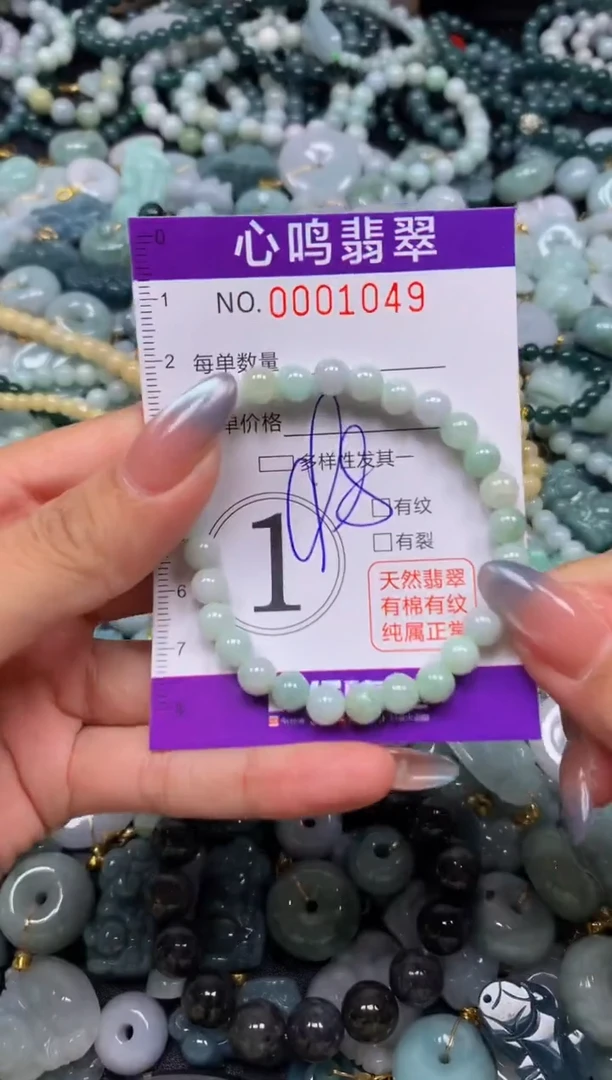 心鸣翡翠
NO.0001049
0
1
2
每单数量
单价格
多样性发其一
有纹
1
有裂
天然翡翠
6
有棉有纹
纯属正常
7